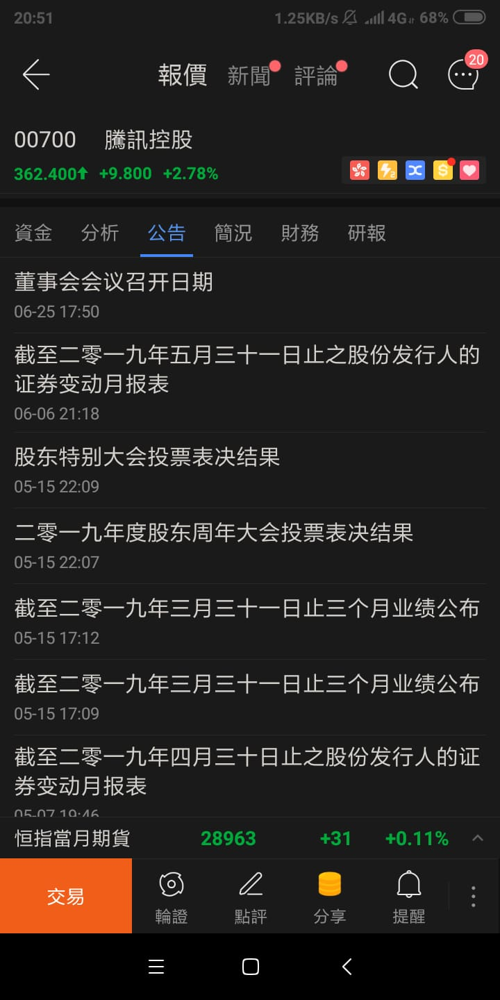 20:51
1.25KB/s 4G 68%
報價 新聞 評論 20
00700 騰訊控股
362.400↑ +9.800 +2.78%
2 $
資金 分析 公告 簡況 財務 研報
董事会会议召开日期
06-25 17:50
截至二零一九年五月三十一日止之股份发行人的
证券变动月报表
06-06 21:18
股东特别大会投票表决结果
05-15 22:09
二零一九年度股东周年大会投票表决结果
05-15 22:07
截至二零一九年三月三十一日止三个月业绩公布
05-15 17:12
截至二零一九年三月三十一日止三个月业绩公布
05-15 17:09
截至二零一九年四月三十日止之股份发行人的证
券变动月报表
05-07 19:46
恒指當月期貨 28963 +31 +0.11%
交易 輪證 點評 分享 提醒